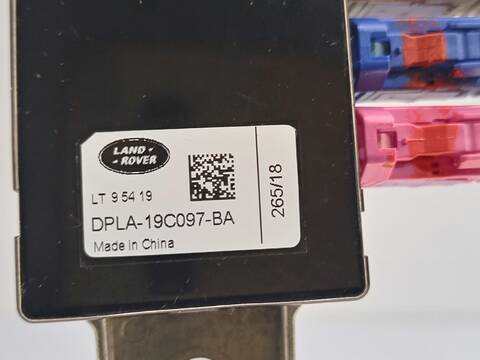 LAND-
-ROVER
LT 9 54 19
DPLA-19C097-BA
Made in China
265/18